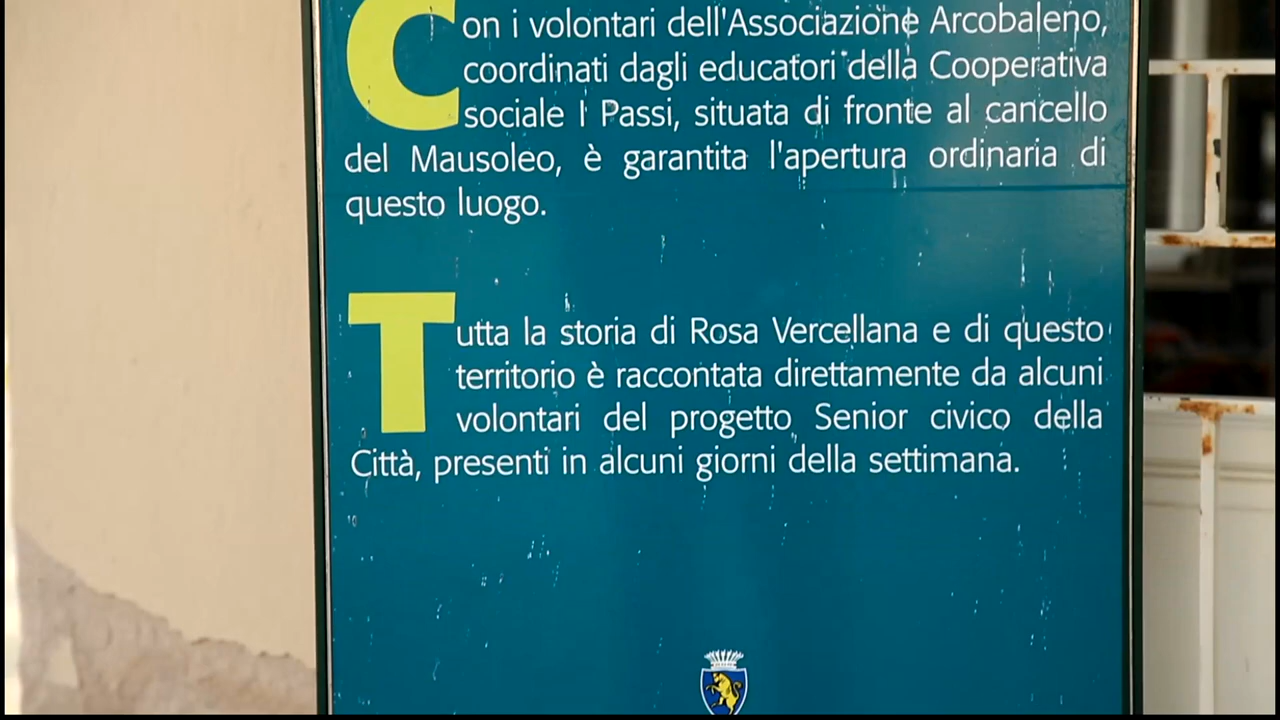 Con i volontari dell'Associazione Arcobaleno,
coordinati dagli educatori della Cooperativa
sociale I Passi, situata di fronte al cancello
del Mausoleo, è garantita l'apertura ordinaria di
questo luogo.
Tutta la storia di Rosa Vercellana e di questo
territorio è raccontata direttamente da alcuni
volontari del progetto Senior civico della
Città, presenti in alcuni giorni della settimana.